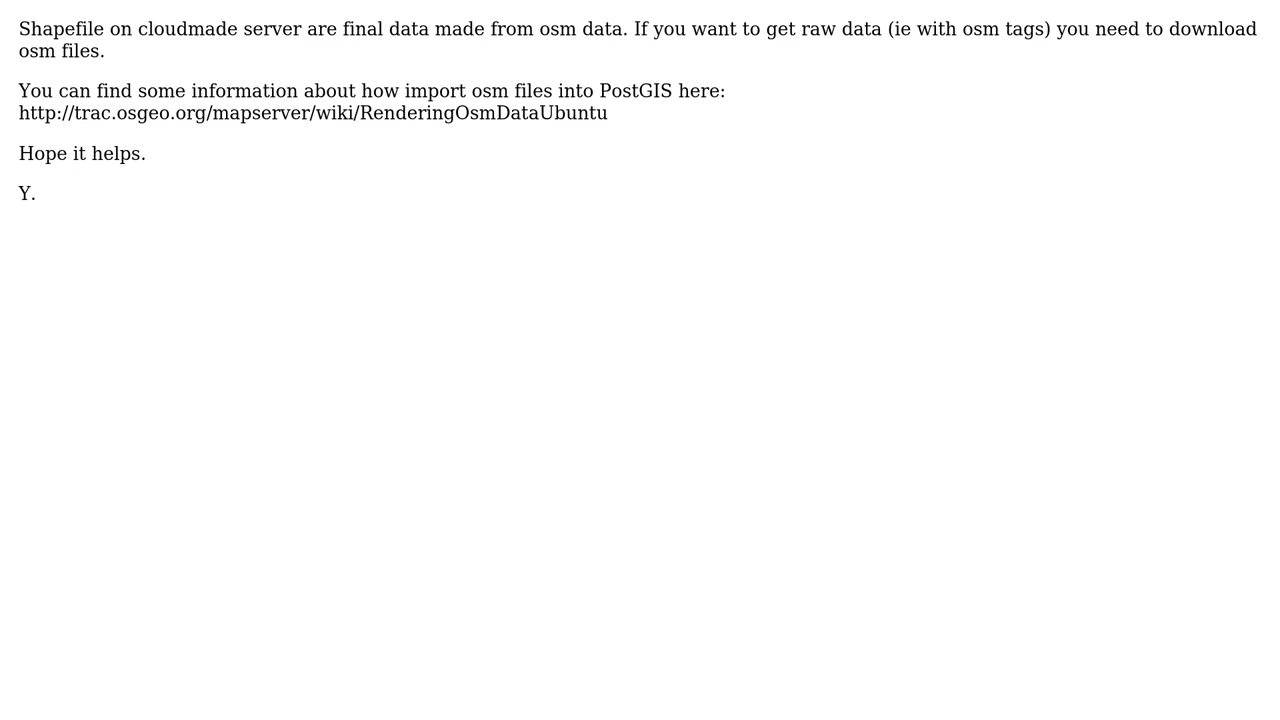 Shapefile on cloudmade server are final data made from osm data. If you want to get raw data (ie with osm tags) you need to download
osm files.
You can find some information about how import osm files into PostGIS here:
http://trac.osgeo.org/mapserver/wiki/RenderingOsmDataUbuntu
Hope it helps.
Y.